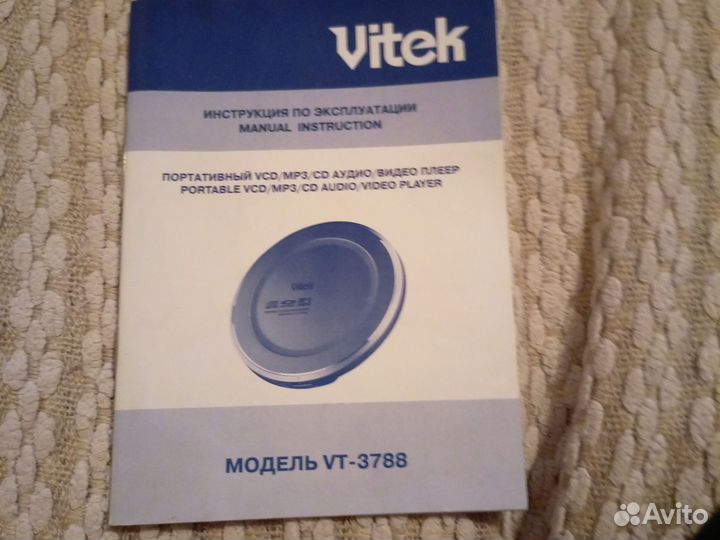 Vitek
ИНСТРУКЦИЯ ПО ЭКСПЛУАТАЦИИ
MANUAL INSTRUCTION
ПОРТАТИВНЫЙ VCD/MP3/CD АУДИО/ВИДЕО ПЛЕЕР
PORTABLE VCD/MP3/CD AUDIO/VIDEO PLAYER
Vitek
МОДЕЛЬ VT-3788
Avito